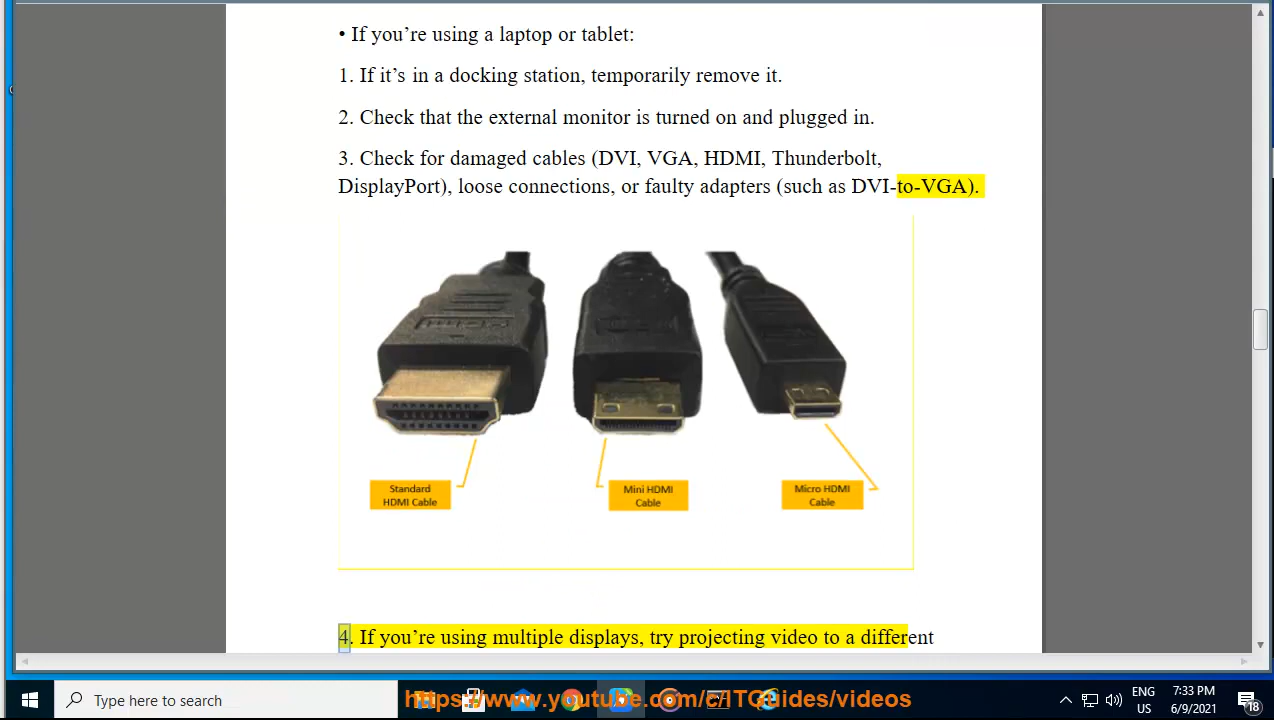 • If you’re using a laptop or tablet:
1. If it’s in a docking station, temporarily remove it.
2. Check that the external monitor is turned on and plugged in.
3. Check for damaged cables (DVI, VGA, HDMI, Thunderbolt,
DisplayPort), loose connections, or faulty adapters (such as DVI-to-VGA).
Standard
HDMI Cable
Mini HDMI
Cable
Micro HDMI
Cable
4. If you’re using multiple displays, try projecting video to a different
Type here to search
https://www.youtube.com/c/ITGuides/videos
ENG
US
7:33 PM
6/9/2021
18